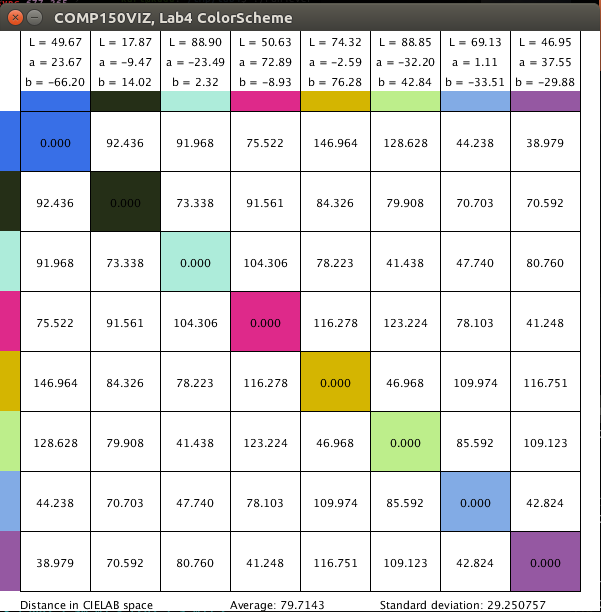 COMP150VIZ, Lab4 ColorScheme
L = 49.67 L = 17.87 L = 88.90 L = 50.63 L = 74.32 L = 88.85 L = 69.13 L = 46.95
a = 23.67 a = −9.47 a = −23.49 a = 72.89 a = −2.59 a = −32.20 a = 1.11 a = 37.55
b = −66.20 b = 14.02 b = 2.32 b = −8.93 b = 76.28 b = 42.84 b = −33.51 b = −29.88
0.000 92.436 91.968 75.522 146.964 128.628 44.238 38.979
92.436 0.000 73.338 91.561 84.326 79.908 70.703 70.592
91.968 73.338 0.000 104.306 78.223 41.438 47.740 80.760
75.522 91.561 104.306 0.000 116.278 123.224 78.103 41.248
146.964 84.326 78.223 116.278 0.000 46.968 109.974 116.751
128.628 79.908 41.438 123.224 46.968 0.000 85.592 109.123
44.238 70.703 47.740 78.103 109.974 85.592 0.000 42.824
38.979 70.592 80.760 41.248 116.751 109.123 42.824 0.000
Distance in CIELAB space Average: 79.7143 Standard deviation: 29.250757